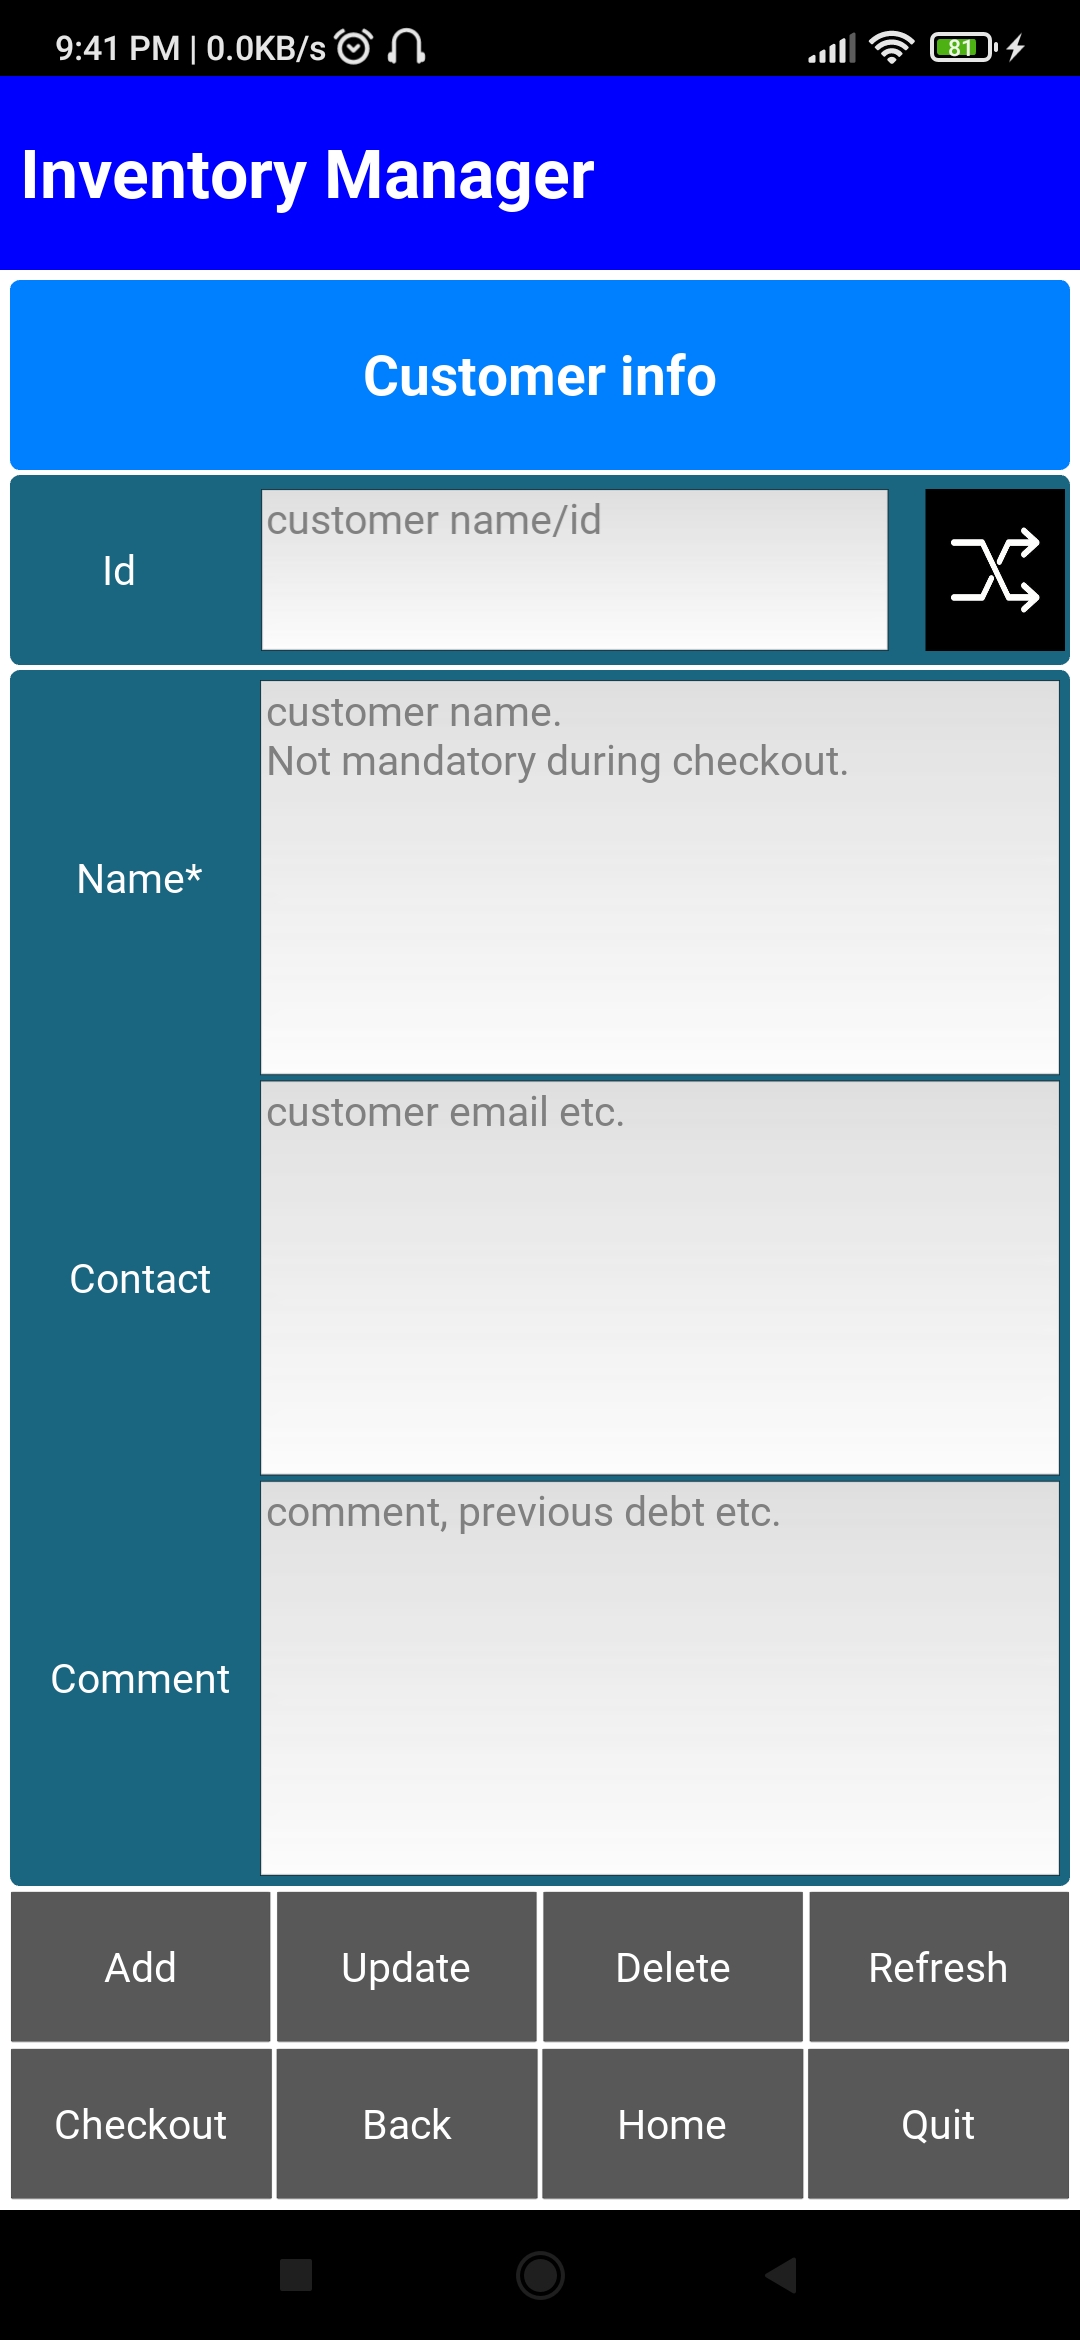 9:41 PM | 0.0KB/s
81
Inventory Manager
Customer info
Id
customer name/id
Name*
customer name.
Not mandatory during checkout.
Contact
customer email etc.
Comment
comment, previous debt etc.
Add Update Delete Refresh
Checkout Back Home Quit